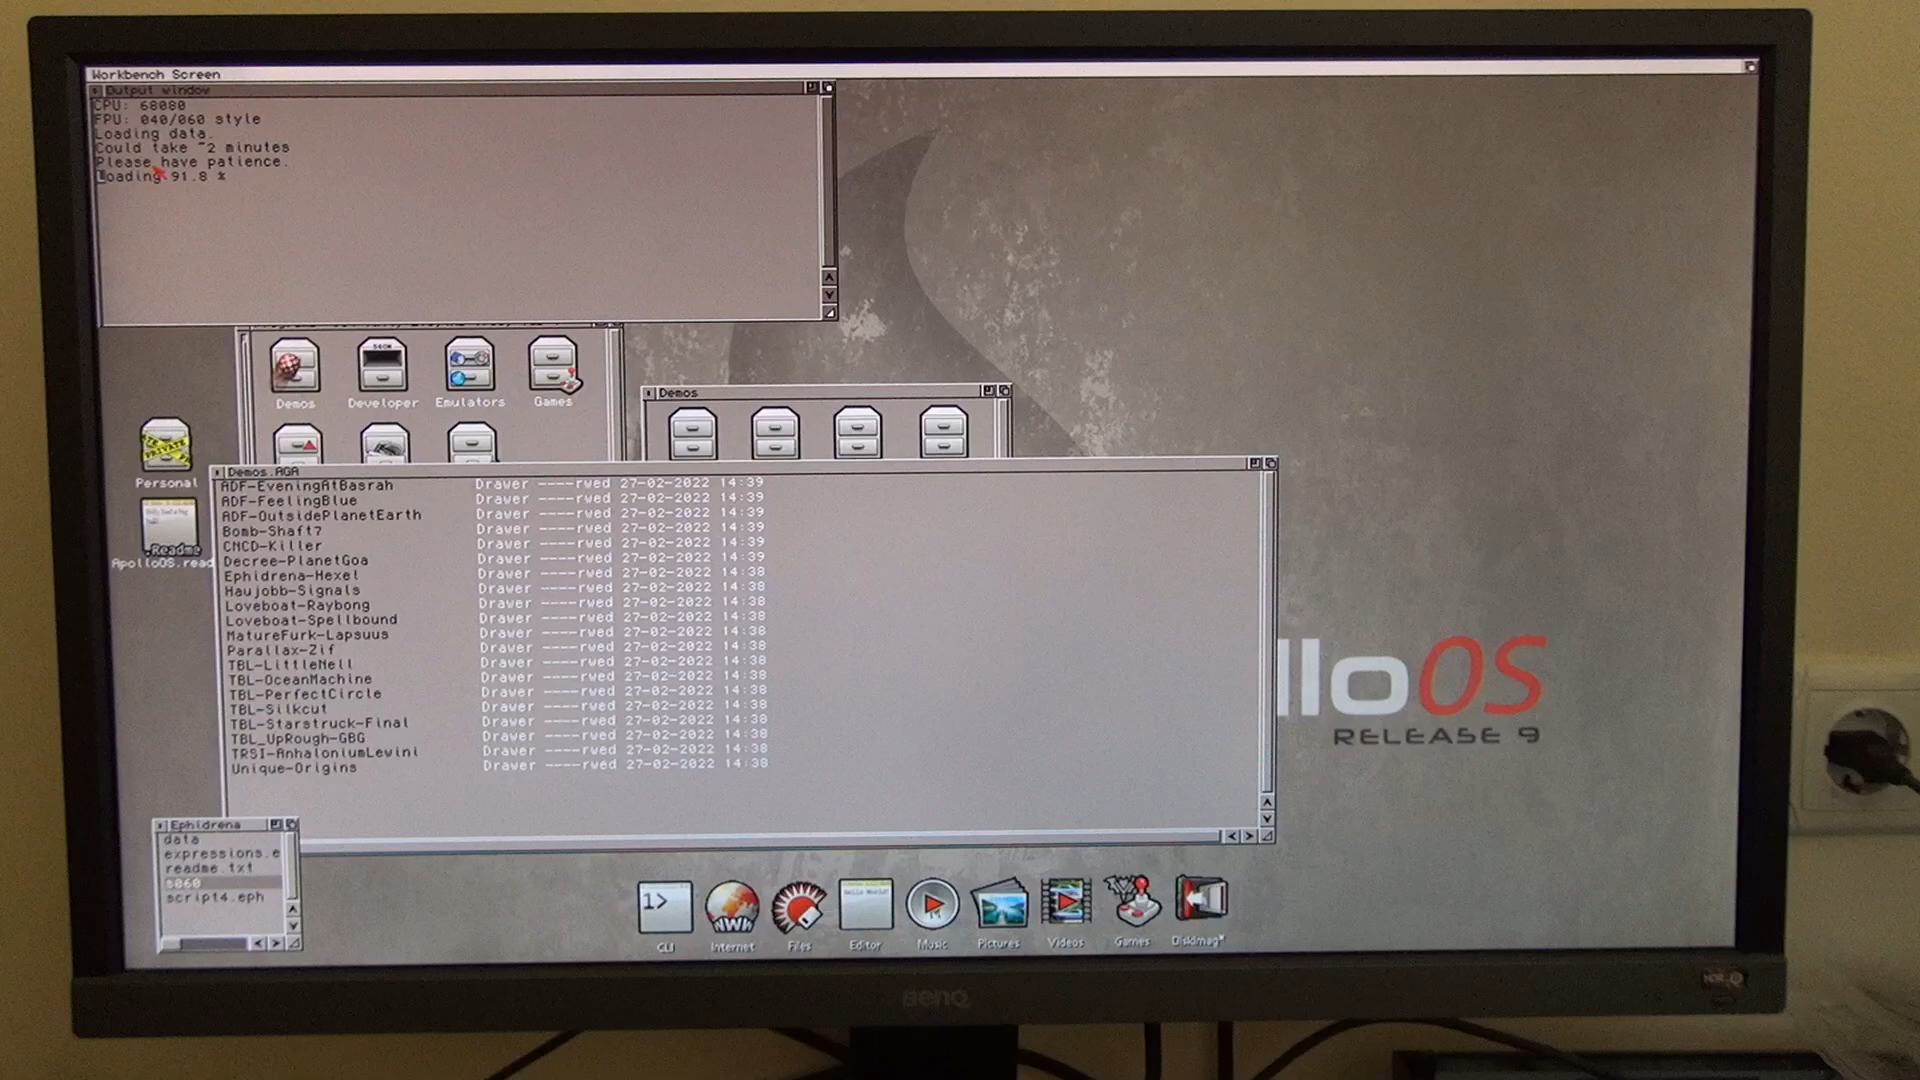 Workbench Screen
Output window
CPU: 68080
FPU: 040/060 style
Loading data.
Could take ~2 minutes
Please have patience.
Loading 91.8 %
Demos
Developer
Emulators
Games
Demos
Personal
.Readme
ApolloOS.read
Demos.AGA
ADF-EveningAtBasrah Drawer ----rwed 27-02-2022 14:39
ADF-FeelingBlue Drawer ----rwed 27-02-2022 14:39
ADF-OutsidePlanetEarth Drawer ----rwed 27-02-2022 14:39
Bomb-Shaft7 Drawer ----rwed 27-02-2022 14:39
CNCD-Killer Drawer ----rwed 27-02-2022 14:39
Decree-PlanetGoa Drawer ----rwed 27-02-2022 14:39
Ephidrena-Hexel Drawer ----rwed 27-02-2022 14:38
Haujobb-Signals Drawer ----rwed 27-02-2022 14:38
Loveboat-Raybong Drawer ----rwed 27-02-2022 14:38
Loveboat-Spellbound Drawer ----rwed 27-02-2022 14:38
MatureFurk-Lapsuus Drawer ----rwed 27-02-2022 14:38
Parallax-Zif Drawer ----rwed 27-02-2022 14:38
TBL-LittleNell Drawer ----rwed 27-02-2022 14:38
TBL-OceanMachine Drawer ----rwed 27-02-2022 14:38
TBL-PerfectCircle Drawer ----rwed 27-02-2022 14:38
TBL-Silkcut Drawer ----rwed 27-02-2022 14:38
TBL-Starstruck-Final Drawer ----rwed 27-02-2022 14:38
TBL_UpRough-GBG Drawer ----rwed 27-02-2022 14:38
TRSI-AnhaloniumLewini Drawer ----rwed 27-02-2022 14:38
Unique-Origins Drawer ----rwed 27-02-2022 14:38
lloOS
RELEASE 9
Ephidrena
data
expressions.e
readme.txt
s060
script4.eph
1>
WWW
CLI
Internet
Files
Editor
Music
Pictures
Videos
Games
DiskImag*
BenQ